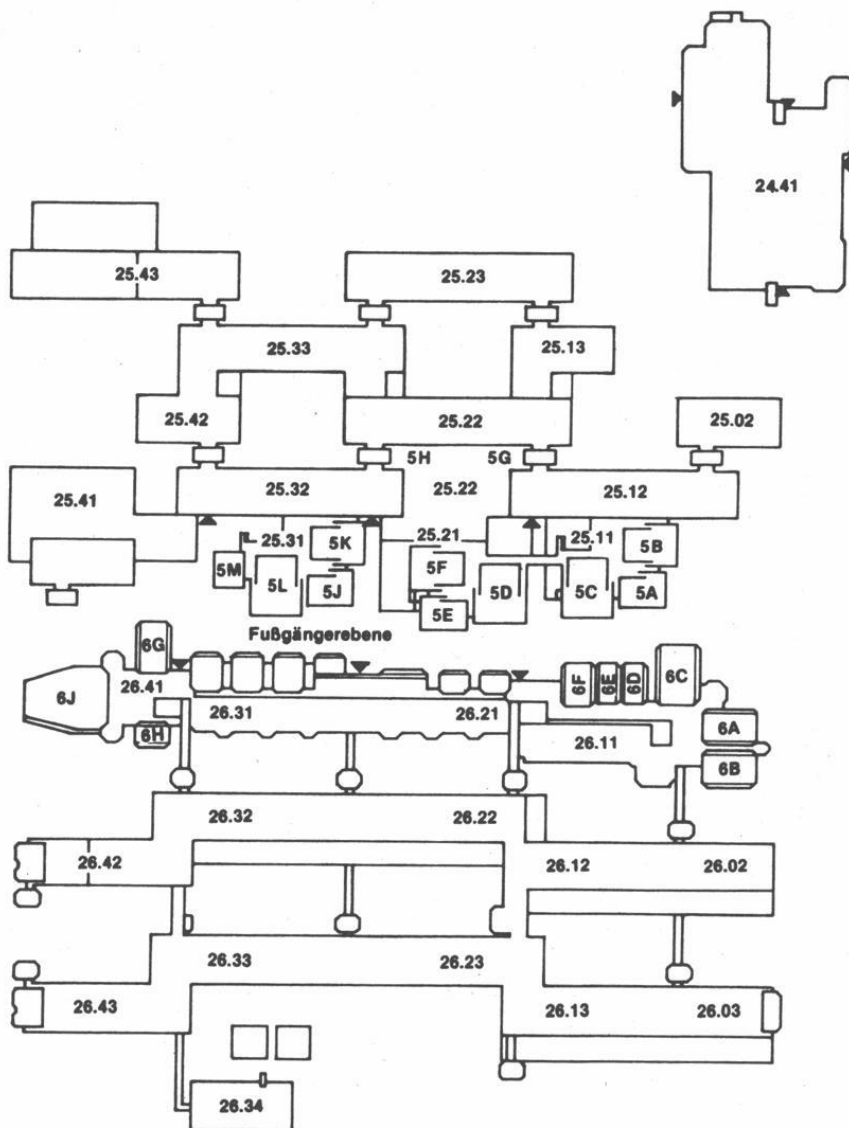 24.41
25.43
25.23
25.33
25.13
25.42
25.22
25.02
5H
5G
25.41
25.32
25.22
25.12
25.31
5K
25.21
25.11
5B
5M
5L
5J
5F
5D
5E
5C
5A
Fußgängerebene
6G
6C
26.41
6F
6E
6D
6J
26.31
26.21
6A
6H
26.11
6B
26.32
26.22
26.42
26.12
26.02
26.33
26.23
26.43
26.13
26.03
26.34